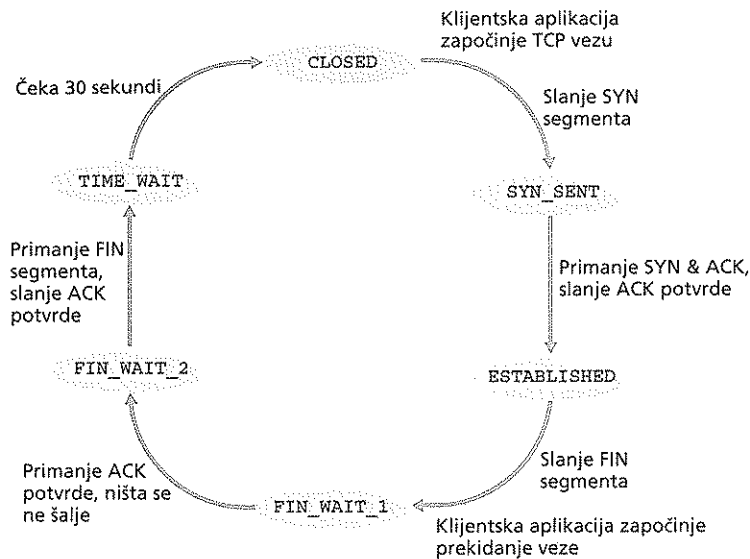 Klijentska aplikacija
započinje TCP vezu
CLOSED
Čeka 30 sekundi
Slanje SYN
segmenta
TIME_WAIT
SYN_SENT
Primanje FIN
segmenta,
slanje ACK
potvrde
Primanje SYN & ACK,
slanje ACK potvrde
FIN_WAIT_2
ESTABLISHED
Slanje FIN
segmenta
Primanje ACK
potvrde, ništa se
ne šalje
FIN_WAIT_1
Klijentska aplikacija započinje
prekidanje veze